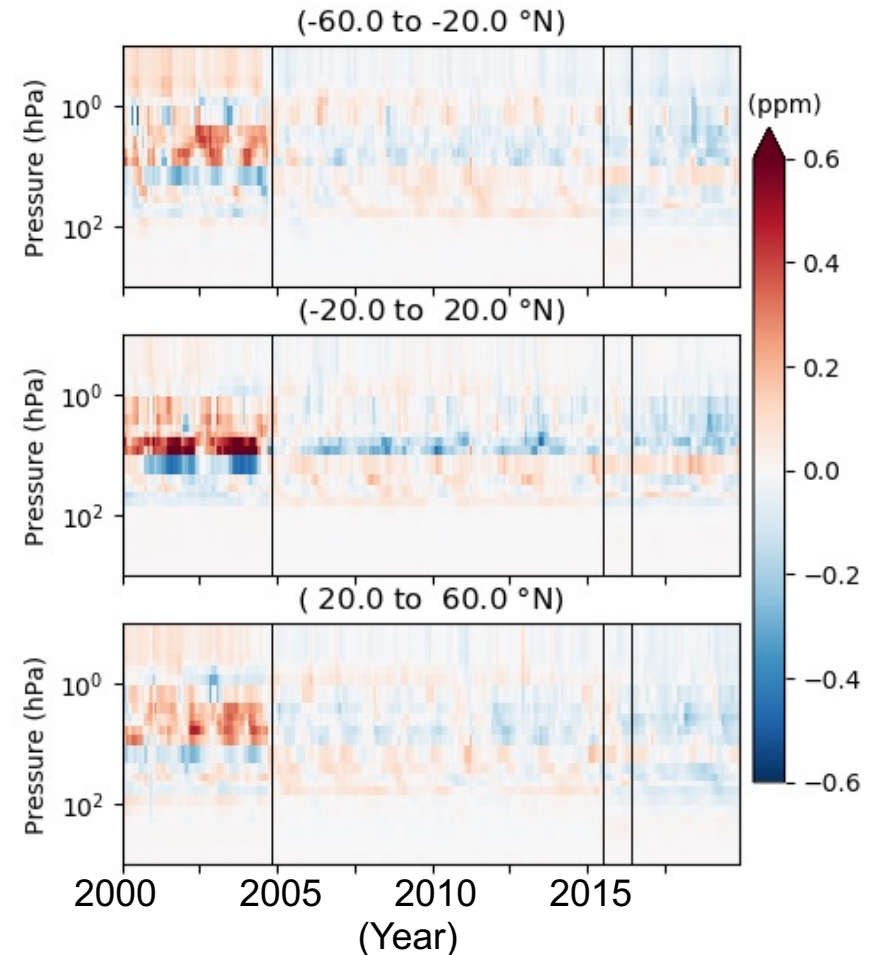 (-60.0 to -20.0 °N)
(ppm)
Pressure (hPa)
10⁰
10²
0.6
0.4
0.2
0.0
−0.2
−0.4
−0.6
(-20.0 to  20.0 °N)
Pressure (hPa)
10⁰
10²
( 20.0 to  60.0 °N)
Pressure (hPa)
10⁰
10²
2000 2005 2010 2015
(Year)